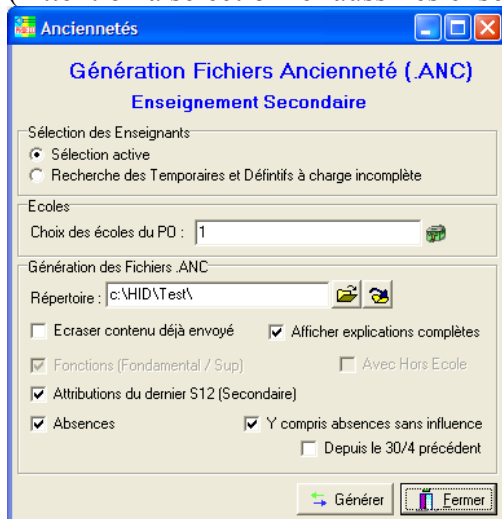 Anciennetés
Génération Fichiers Ancienneté (.ANC)
Enseignement Secondaire
Sélection des Enseignants
Sélection active
Recherche des Temporaires et Défintifs à charge incomplète
Ecoles
Choix des écoles du PO : 1
Génération des Fichiers .ANC
Répertoire : c:\HID\Test\
Ecraser contenu déjà envoyé Afficher explications complètes
Fonctions (Fondamental / Sup) Avec Hors Ecole
Attributions du dernier S12 (Secondaire)
Absences Y compris absences sans influence
Depuis le 30/4 précédent
Générer Fermer